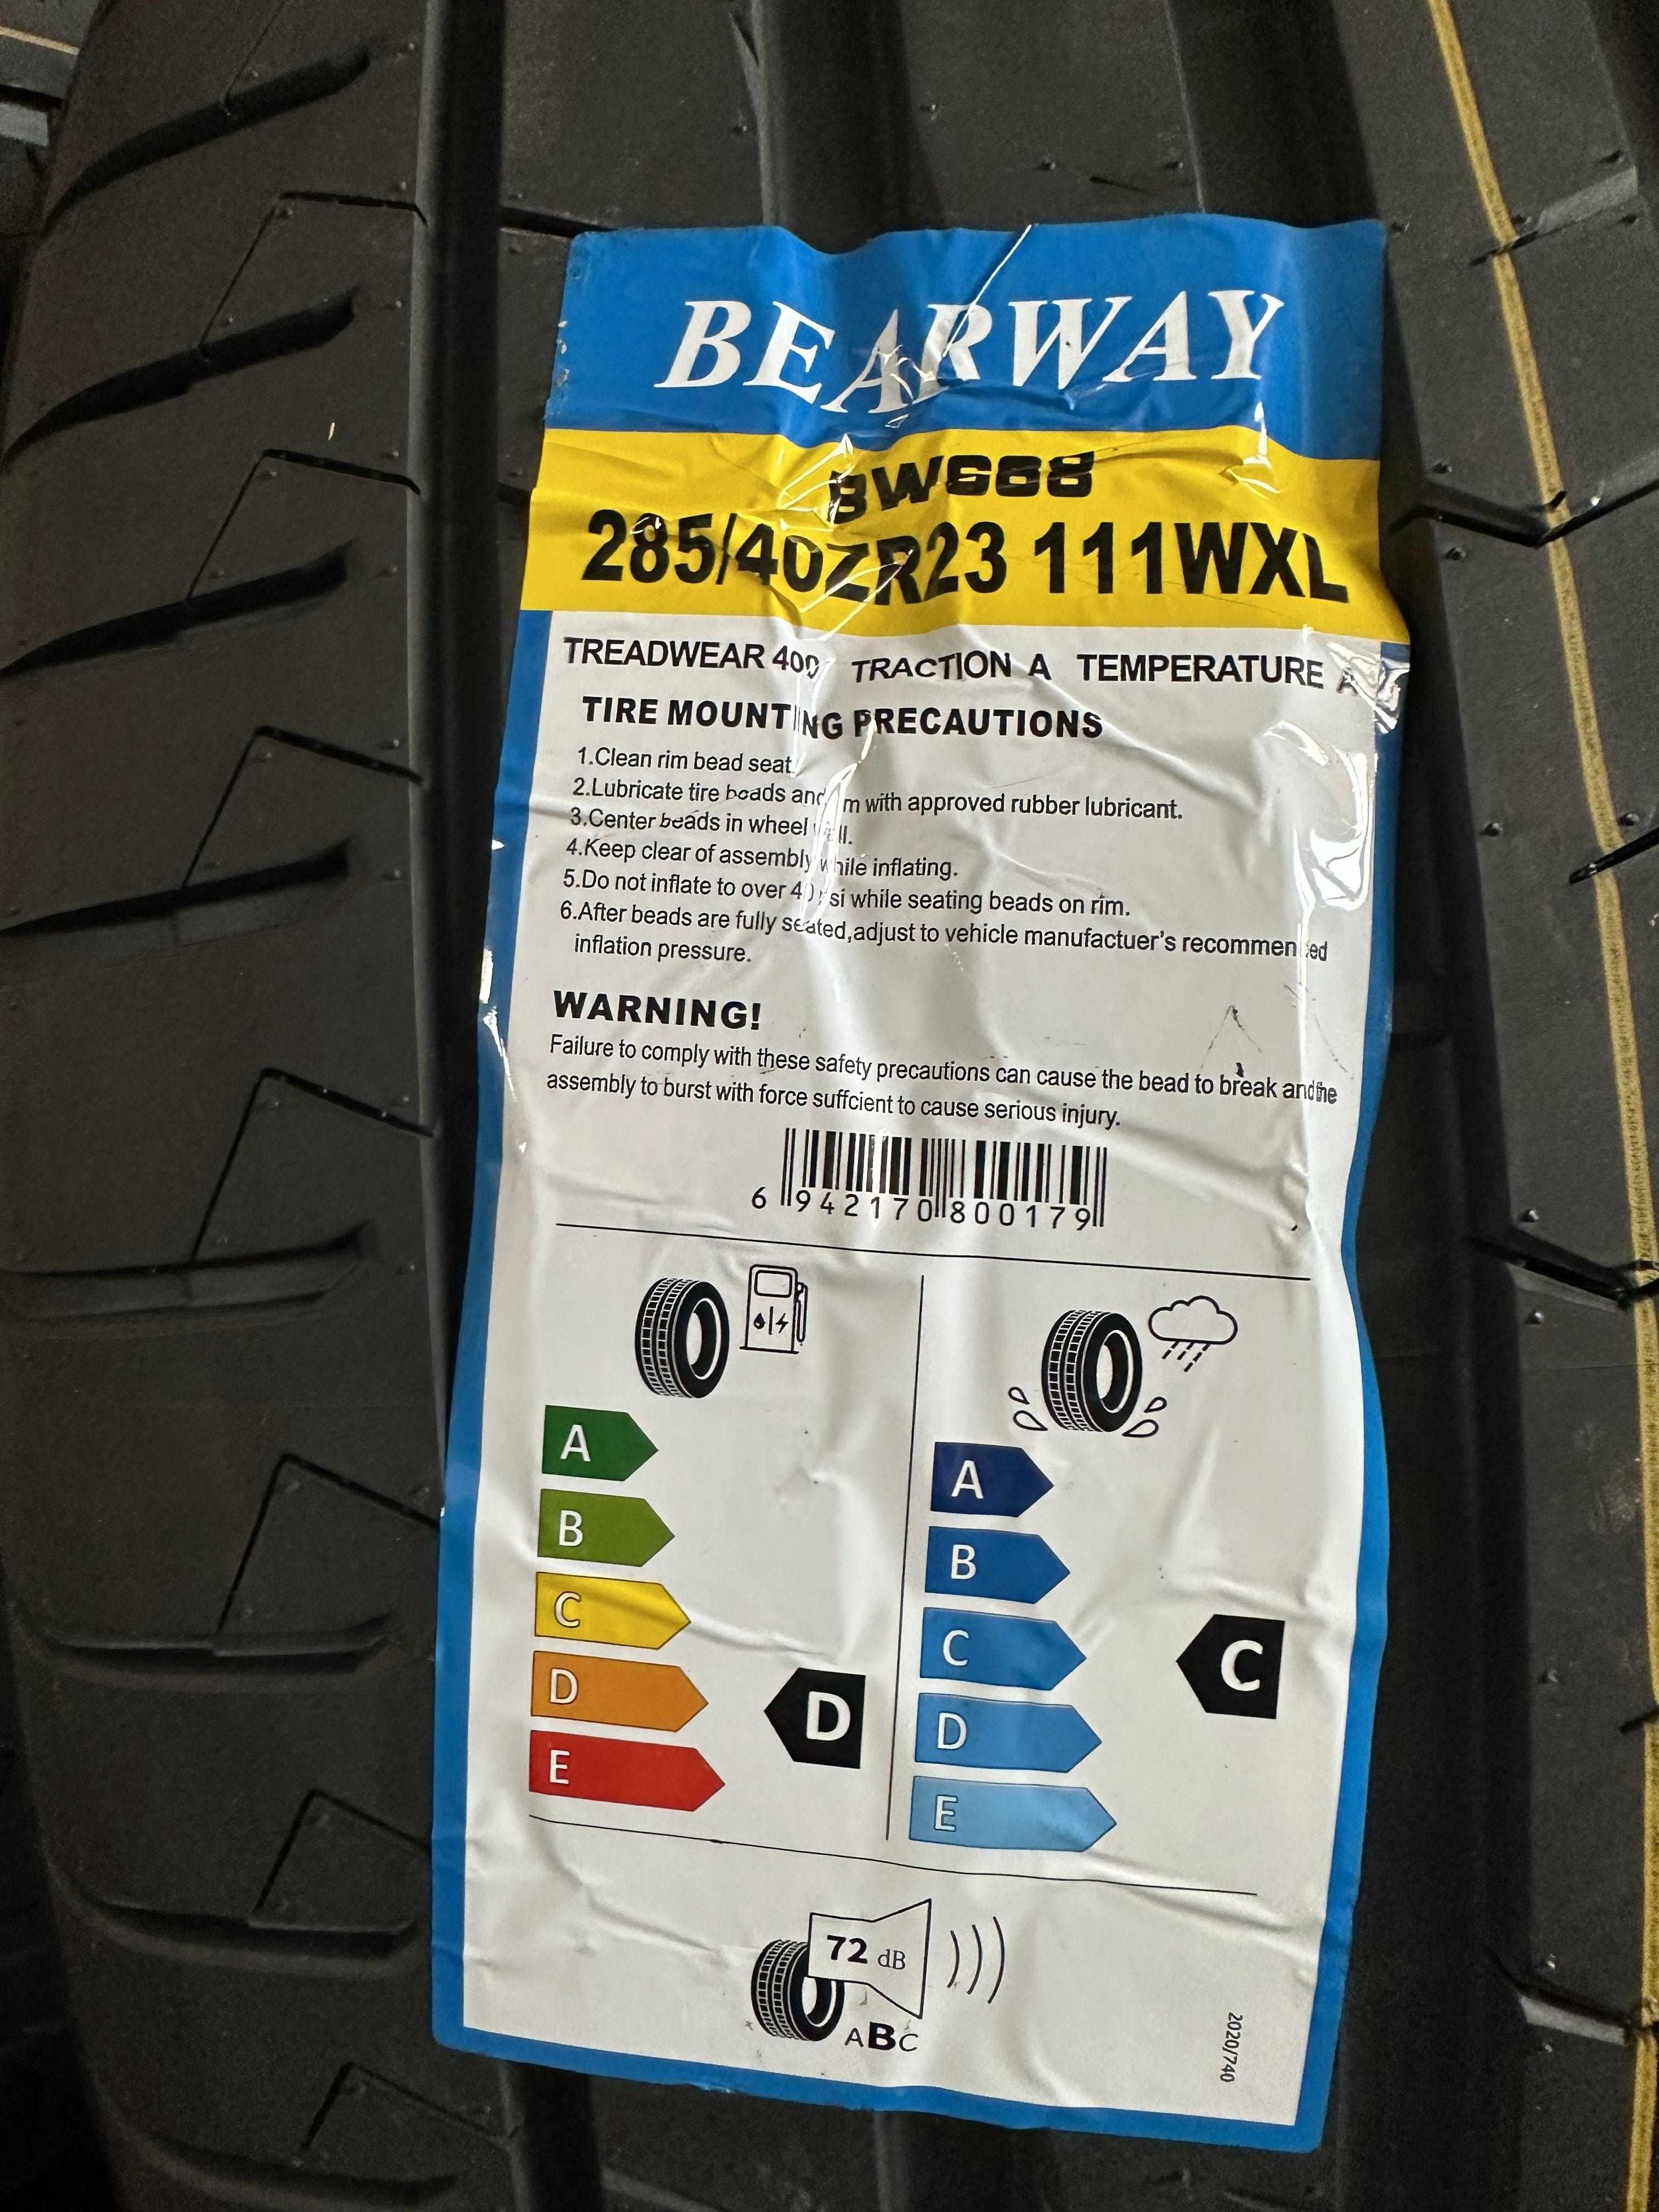 BEARWAY
BW668
285/40ZR23 111WXL
TREADWEAR 400 TRACTION A TEMPERATURE A
TIRE MOUNTING PRECAUTIONS
1.Clean rim bead seat.
2.Lubricate tire beads and rim with approved rubber lubricant.
3.Center beads in wheel well.
4.Keep clear of assembly while inflating.
5.Do not inflate to over 40psi while seating beads on rim.
6.After beads are fully seated,adjust to vehicle manufactuer's recommended
inflation pressure.
WARNING!
Failure to comply with these safety precautions can cause the bead to break and the
assembly to burst with force suffcient to cause serious injury.
6 942170 800179
A
B
C
D
E
D
A
B
C
D
E
C
72 dB
ABC
2020/740